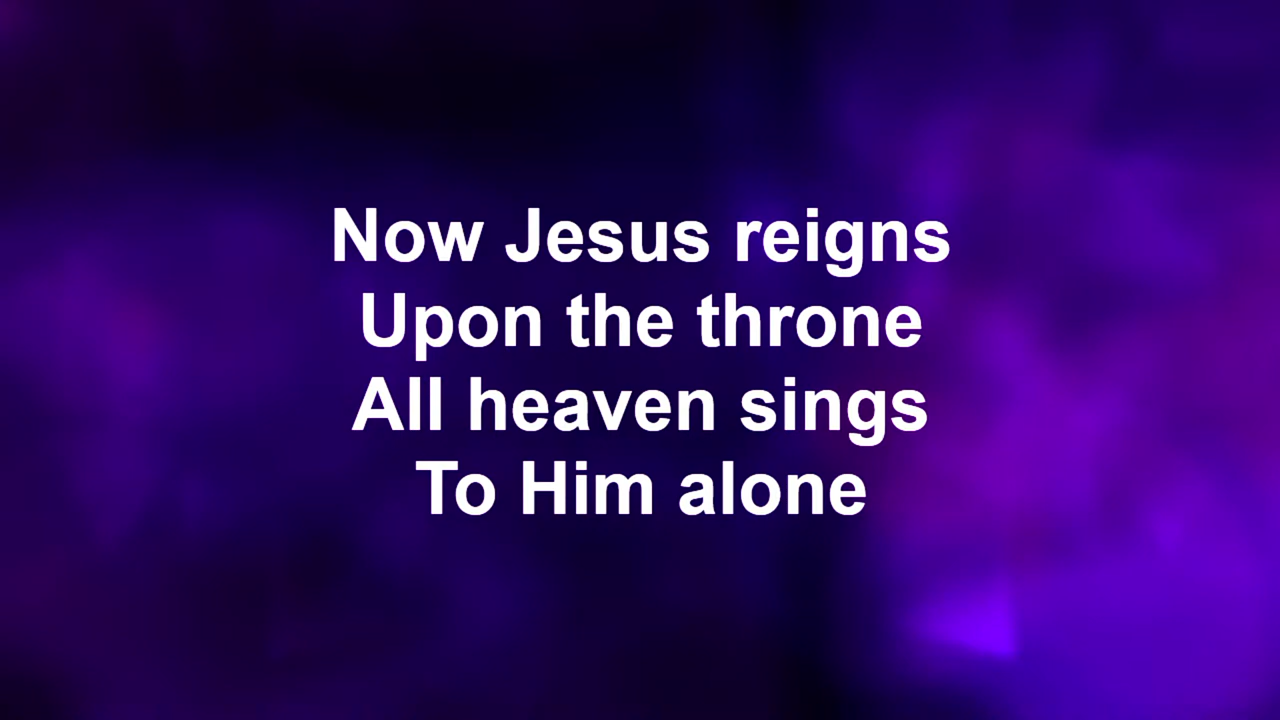 Now Jesus reigns
Upon the throne
All heaven sings
To Him alone